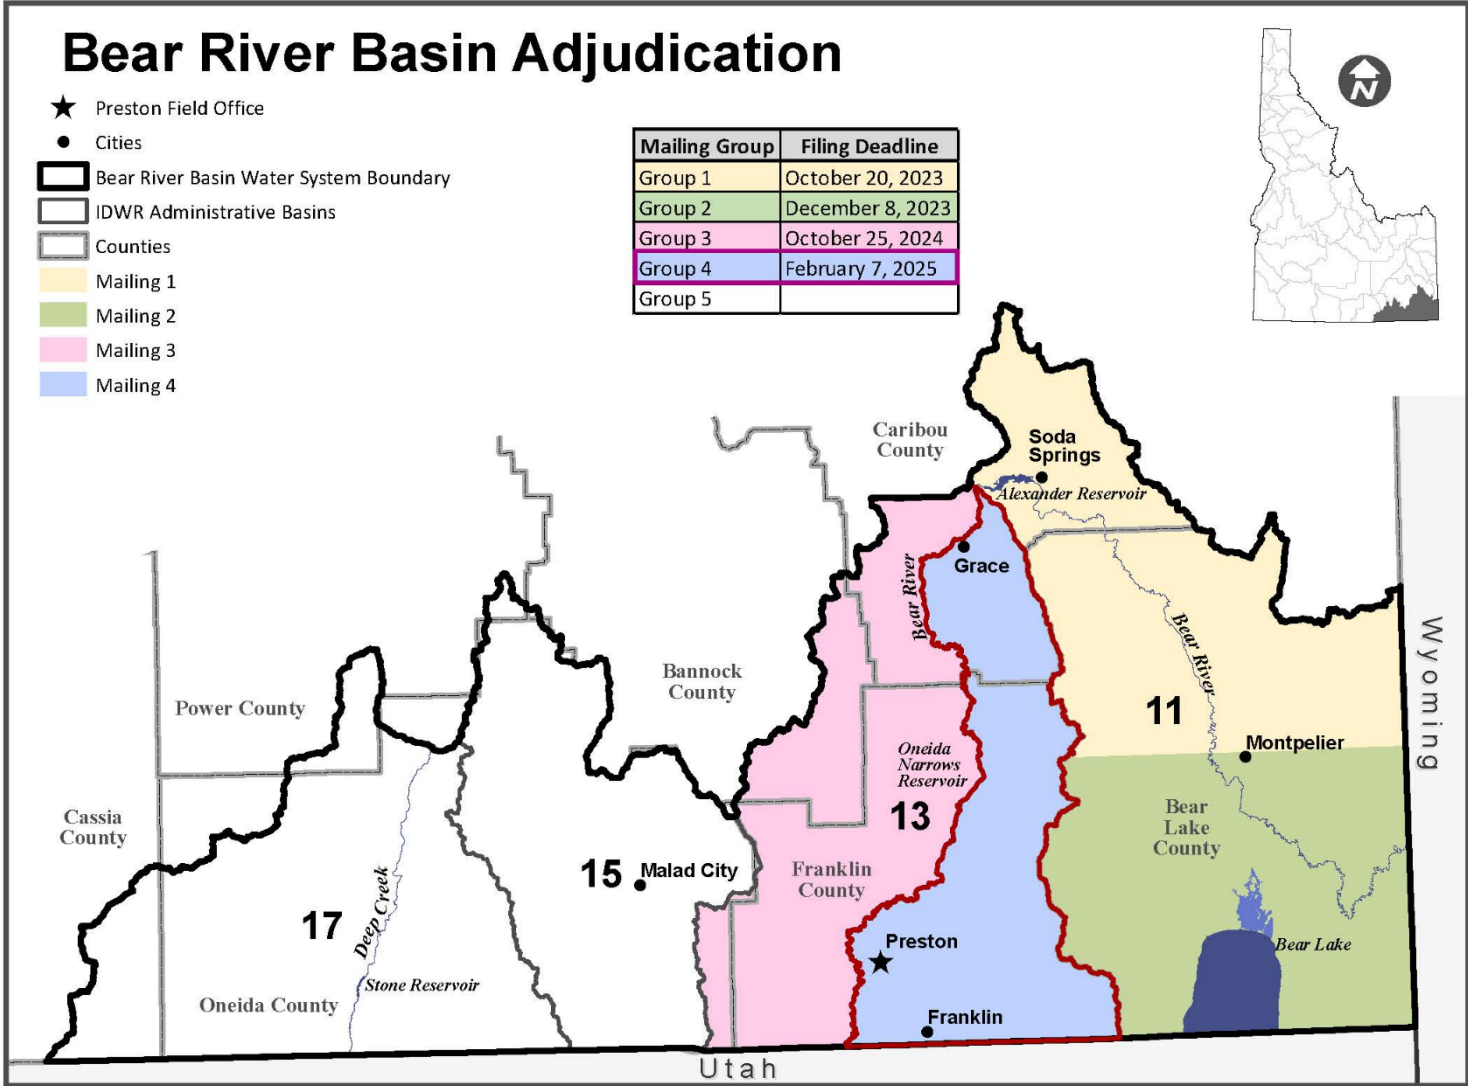 Bear River Basin Adjudication
Preston Field Office
Cities
Bear River Basin Water System Boundary
IDWR Administrative Basins
Counties
Mailing 1
Mailing 2
Mailing 3
Mailing 4
Mailing Group Filing Deadline
Group 1 October 20, 2023
Group 2 December 8, 2023
Group 3 October 25, 2024
Group 4 February 7, 2025
Group 5
N
Caribou
County
Soda
Springs
Alexander Reservoir
Grace
Bear River
Bear River
Wyoming
Bannock
County
Power County
11
Montpelier
Oneida
Narrows
Reservoir
13
Cassia
County
Bear
Lake
County
15
Malad City
Franklin
County
17
Deep Creek
Preston
Bear Lake
Stone Reservoir
Oneida County
Franklin
Utah